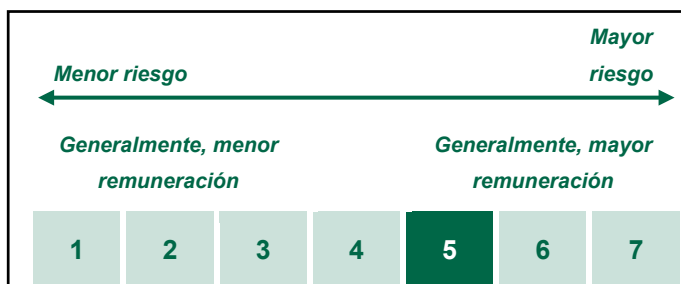 Mayor
Menor riesgo riesgo
Generalmente, menor Generalmente, mayor
remuneración remuneración
1 2 3 4 5 6 7